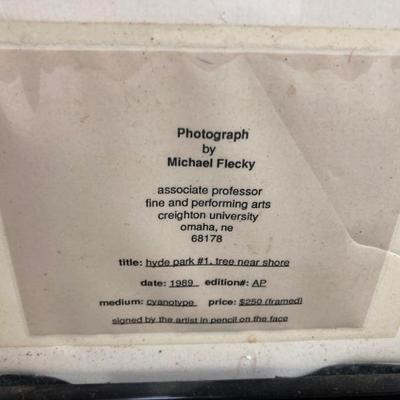 Photograph
by
Michael Flecky
associate professor
fine and performing arts
creighton university
omaha, ne
68178
title: hyde park #1, tree near shore
date: 1989 edition#: AP
medium: cyanotype price: $250 (framed)
signed by the artist in pencil on the face